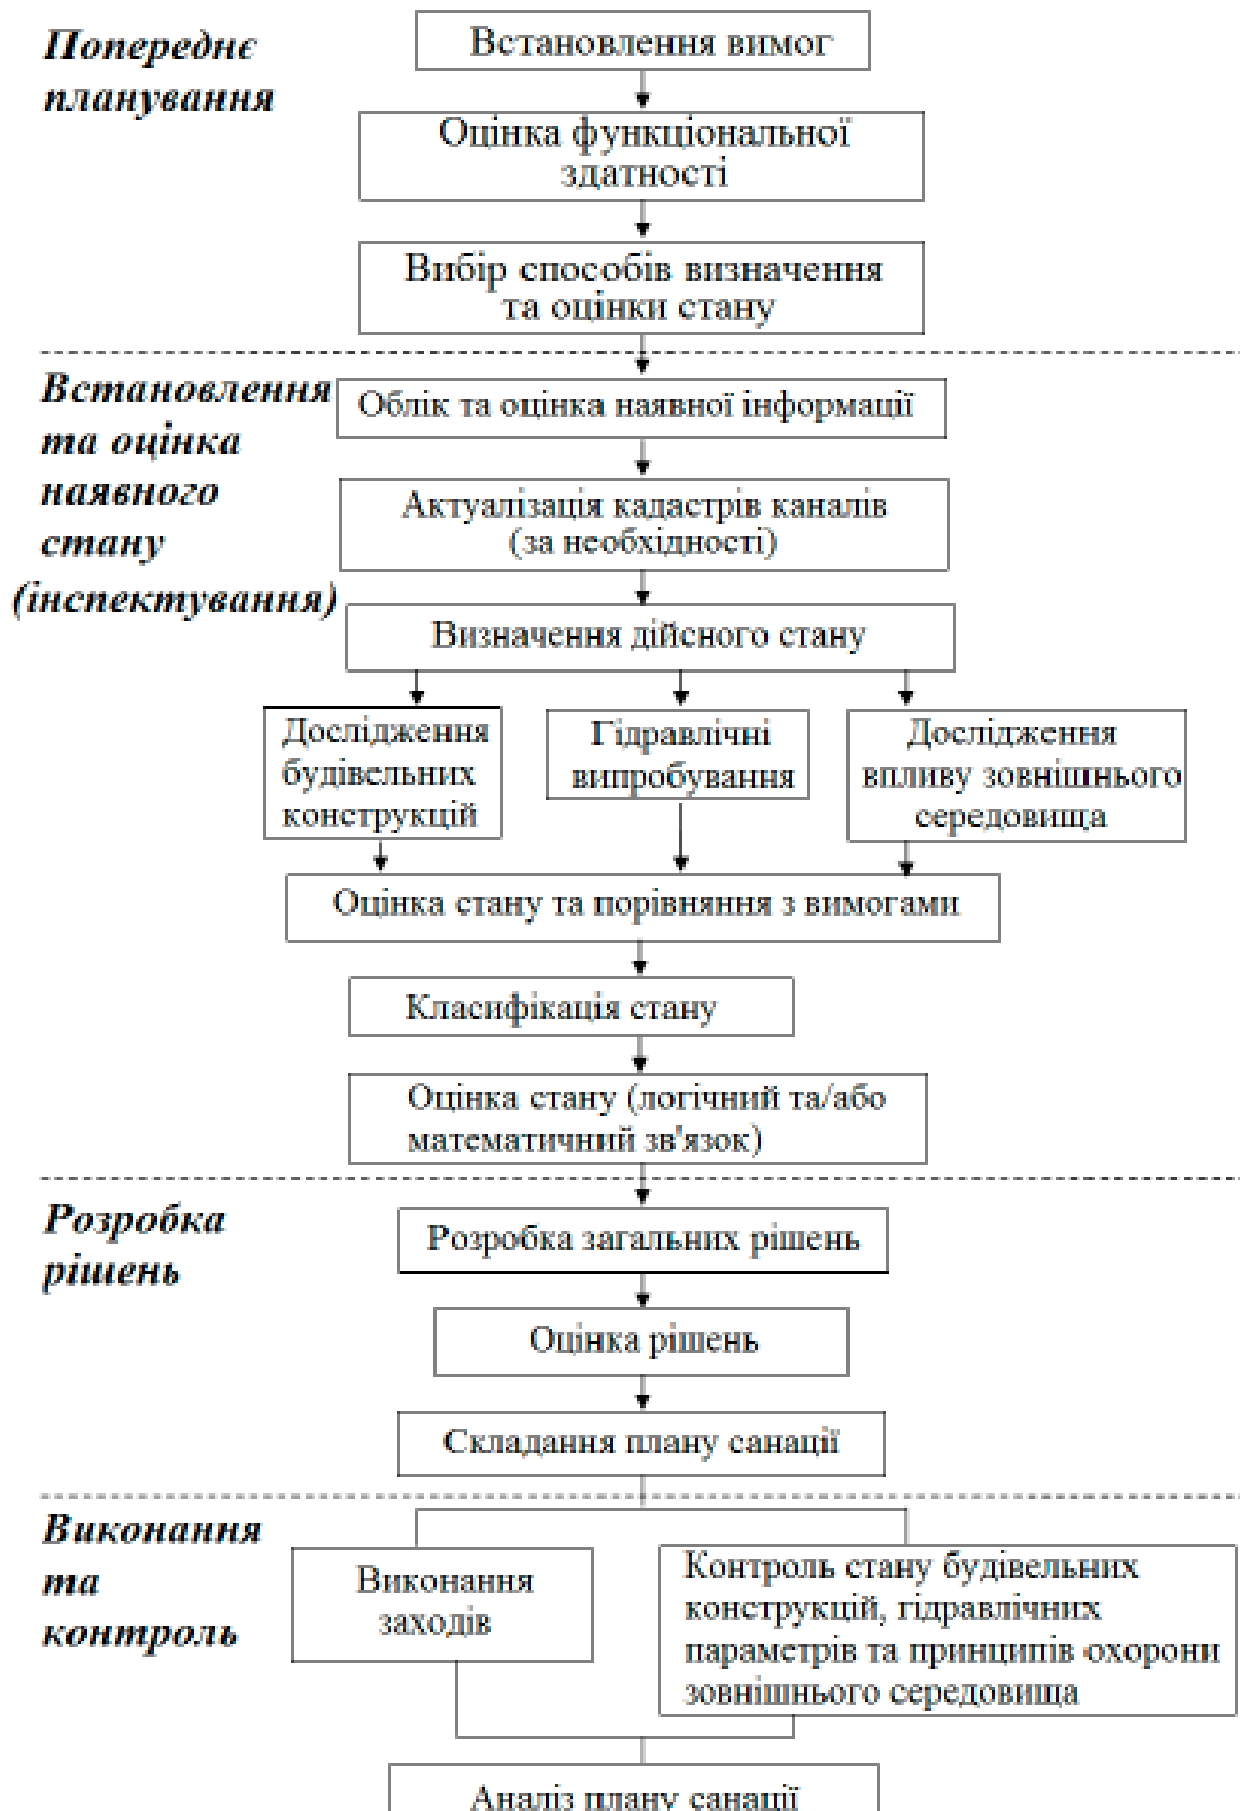 Попереднє
планування
Встановлення вимог
Оцінка функціональної
здатності
Вибір способів визначення
та оцінки стану
Встановлення
та оцінка
наявного
стану
(інспектування)
Облік та оцінка наявної інформації
Актуалізація кадастрів каналів
(за необхідності)
Визначення дійсного стану
Дослідження
будівельних
конструкцій
Гідравлічні
випробування
Дослідження
впливу зовнішнього
середовища
Оцінка стану та порівняння з вимогами
Класифікація стану
Оцінка стану (логічний та/або
математичний зв'язок)
Розробка
рішень
Розробка загальних рішень
Оцінка рішень
Складання плану санації
Виконання
та
контроль
Виконання
заходів
Контроль стану будівельних
конструкцій, гідравлічних
параметрів та принципів охорони
зовнішнього середовища
Аналіз плану санації